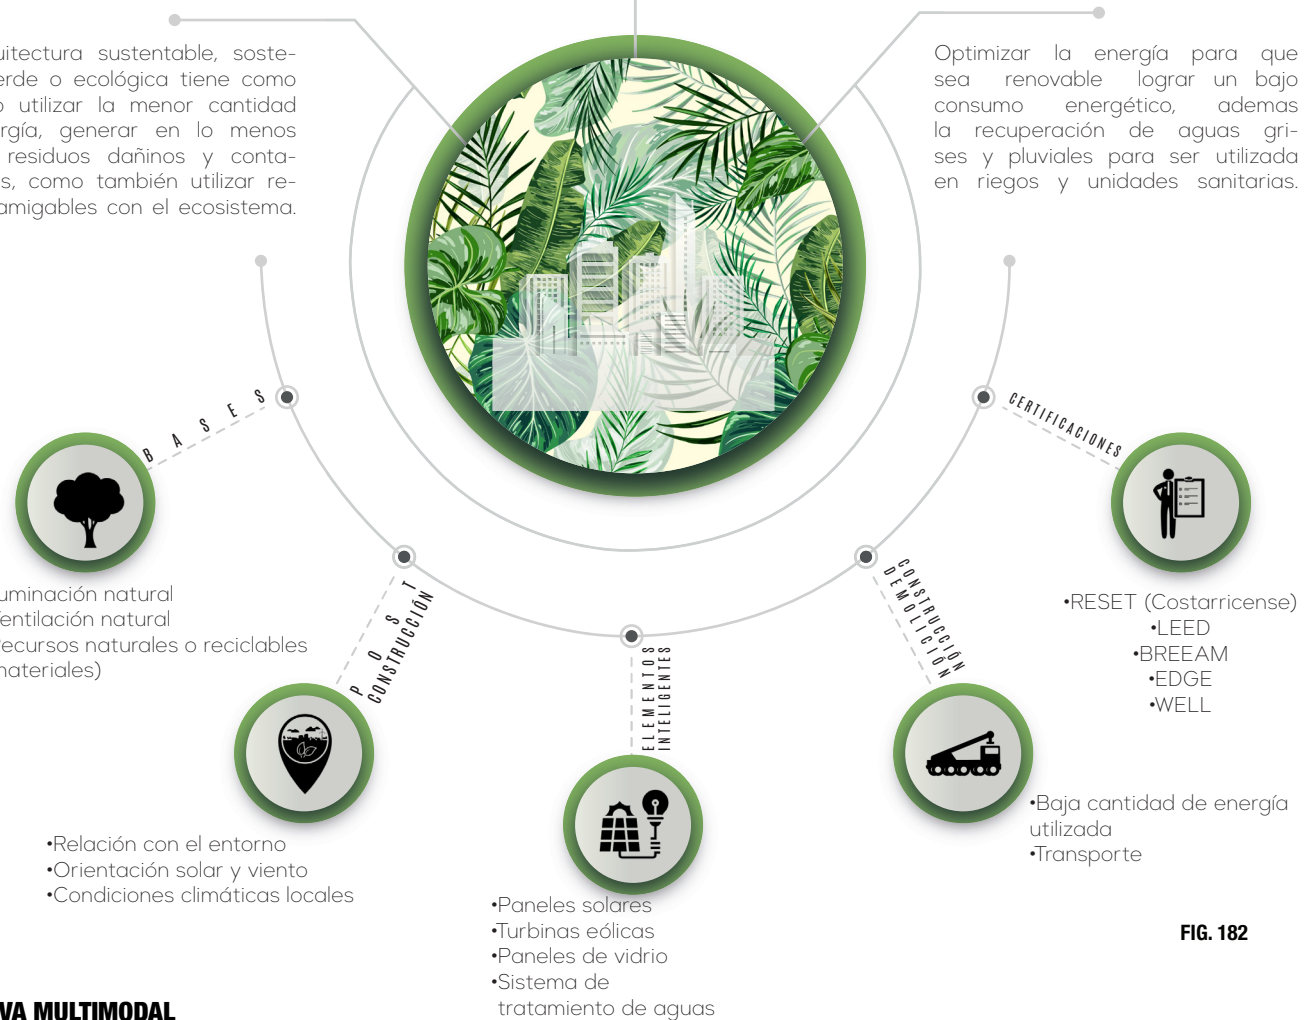 uitectura sustentable, soste-
erde o ecológica tiene como
o utilizar la menor cantidad
rgía, generar en lo menos
residuos dañinos y conta-
s, como también utilizar re-
amigables con el ecosistema.
Optimizar la energía para que
sea renovable lograr un bajo
consumo energético, ademas
la recuperación de aguas gri-
ses y pluviales para ser utilizada
en riegos y unidades sanitarias.
BASES
uminación natural
entilación natural
ecursos naturales o reciclables
materiales)
POST
CONSTRUCCIÓN
•Relación con el entorno
•Orientación solar y viento
•Condiciones climáticas locales
ELEMENTOS
INTELIGENTES
•Paneles solares
•Turbinas eólicas
•Paneles de vidrio
•Sistema de
tratamiento de aguas
CONSTRUCCIÓN
DEMOLICIÓN
•Baja cantidad de energía
utilizada
•Transporte
CERTIFICACIONES
•RESET (Costarricense)
•LEED
•BREEAM
•EDGE
•WELL
FIG. 182
VA MULTIMODAL